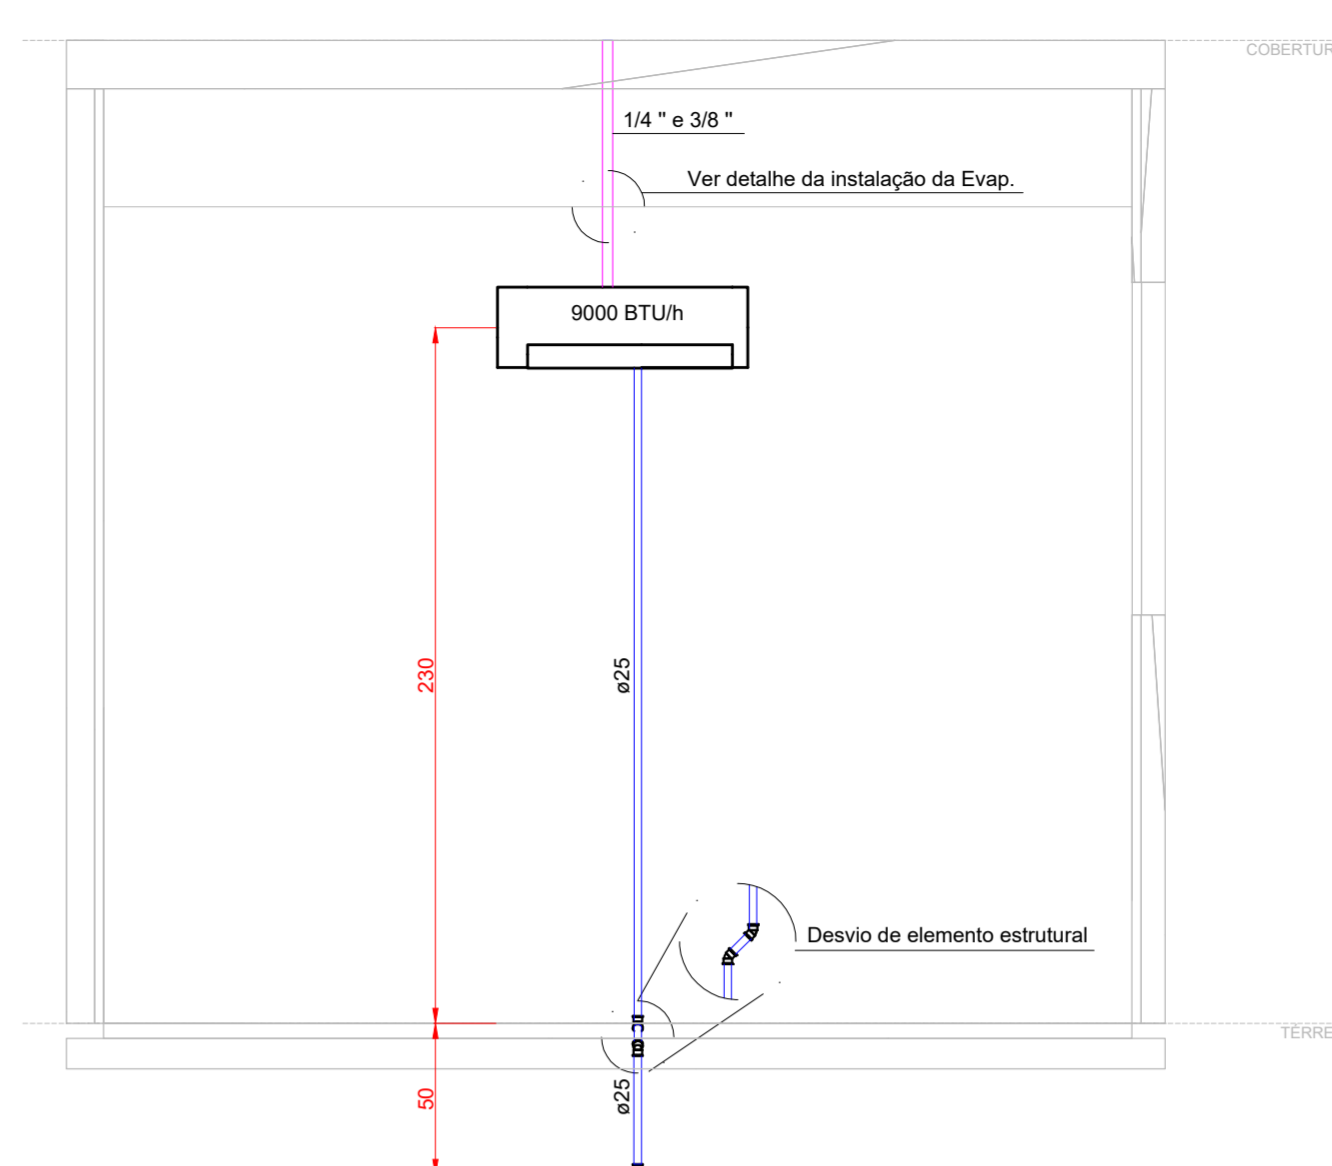 COBERTUR
1/4 " e 3/8 "
Ver detalhe da instalação da Evap.
9000 BTU/h
230
ø25
Desvio de elemento estrutural
TÉRRE
50
ø25